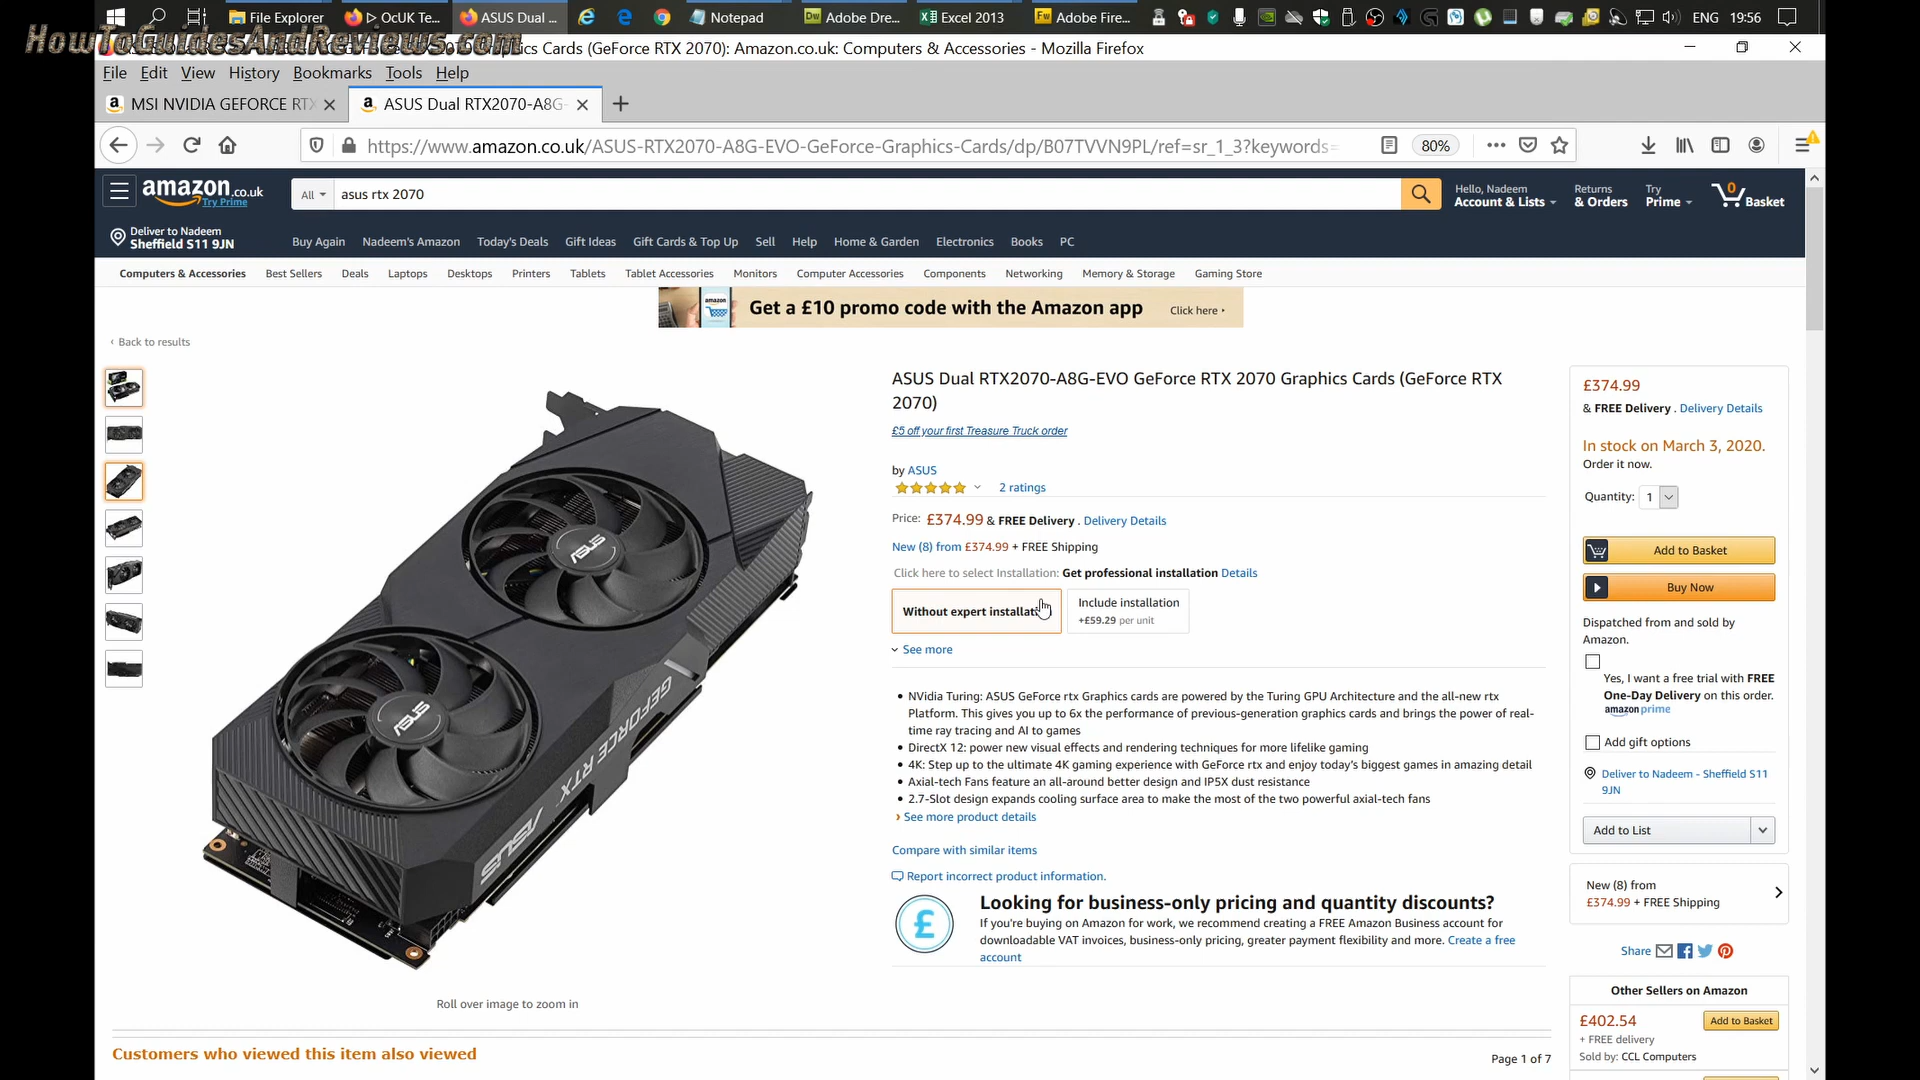 File Explorer
▷ OcUK Te...
ASUS Dual ...
Notepad
Adobe Dre...
Excel 2013
Adobe Fire...
ENG
19:56
HowToGuidesAndReviews.com
ics Cards (GeForce RTX 2070): Amazon.co.uk: Computers & Accessories - Mozilla Firefox
File Edit View History Bookmarks Tools Help
MSI NVIDIA GEFORCE RTX
ASUS Dual RTX2070-A8G-
https://www.amazon.co.uk/ASUS-RTX2070-A8G-EVO-GeForce-Graphics-Cards/dp/B07TVVN9PL/ref=sr_1_3?keywords=
80%
amazon.co.uk
Try Prime
All
asus rtx 2070
Hello, Nadeem
Account & Lists
Returns
& Orders
Try
Prime
0
Basket
Deliver to Nadeem
Sheffield S11 9JN
Buy Again Nadeem's Amazon Today's Deals Gift Ideas Gift Cards & Top Up Sell Help Home & Garden Electronics Books PC
Computers & Accessories Best Sellers Deals Laptops Desktops Printers Tablets Tablet Accessories Monitors Computer Accessories Components Networking Memory & Storage Gaming Store
amazon
Get a £10 promo code with the Amazon app
Click here ›
‹ Back to results
ASUS
ASUS
GEFORCE RTX
ASUS
Roll over image to zoom in
ASUS Dual RTX2070-A8G-EVO GeForce RTX 2070 Graphics Cards (GeForce RTX
2070)
£5 off your first Treasure Truck order
by ASUS
2 ratings
Price: £374.99 & FREE Delivery . Delivery Details
New (8) from £374.99 + FREE Shipping
Click here to select Installation: Get professional installation Details
Without expert installati
Include installation
+£59.29 per unit
See more
• NVidia Turing: ASUS GeForce rtx Graphics cards are powered by the Turing GPU Architecture and the all-new rtx
Platform. This gives you up to 6x the performance of previous-generation graphics cards and brings the power of real-
time ray tracing and AI to games
• DirectX 12: power new visual effects and rendering techniques for more lifelike gaming
• 4K: Step up to the ultimate 4K gaming experience with GeForce rtx and enjoy today's biggest games in amazing detail
• Axial-tech Fans feature an all-around better design and IP5X dust resistance
• 2.7-Slot design expands cooling surface area to make the most of the two powerful axial-tech fans
› See more product details
Compare with similar items
Report incorrect product information.
£
Looking for business-only pricing and quantity discounts?
If you're buying on Amazon for work, we recommend creating a FREE Amazon Business account for
downloadable VAT invoices, business-only pricing, greater payment flexibility and more. Create a free
account
£374.99
& FREE Delivery . Delivery Details
In stock on March 3, 2020.
Order it now.
Quantity: 1
Add to Basket
Buy Now
Dispatched from and sold by
Amazon.
Yes, I want a free trial with FREE
One-Day Delivery on this order.
amazon prime
Add gift options
Deliver to Nadeem - Sheffield S11
9JN
Add to List
New (8) from
£374.99 + FREE Shipping
Share
Other Sellers on Amazon
£402.54
Add to Basket
+ FREE delivery
Sold by: CCL Computers
Customers who viewed this item also viewed
Page 1 of 7